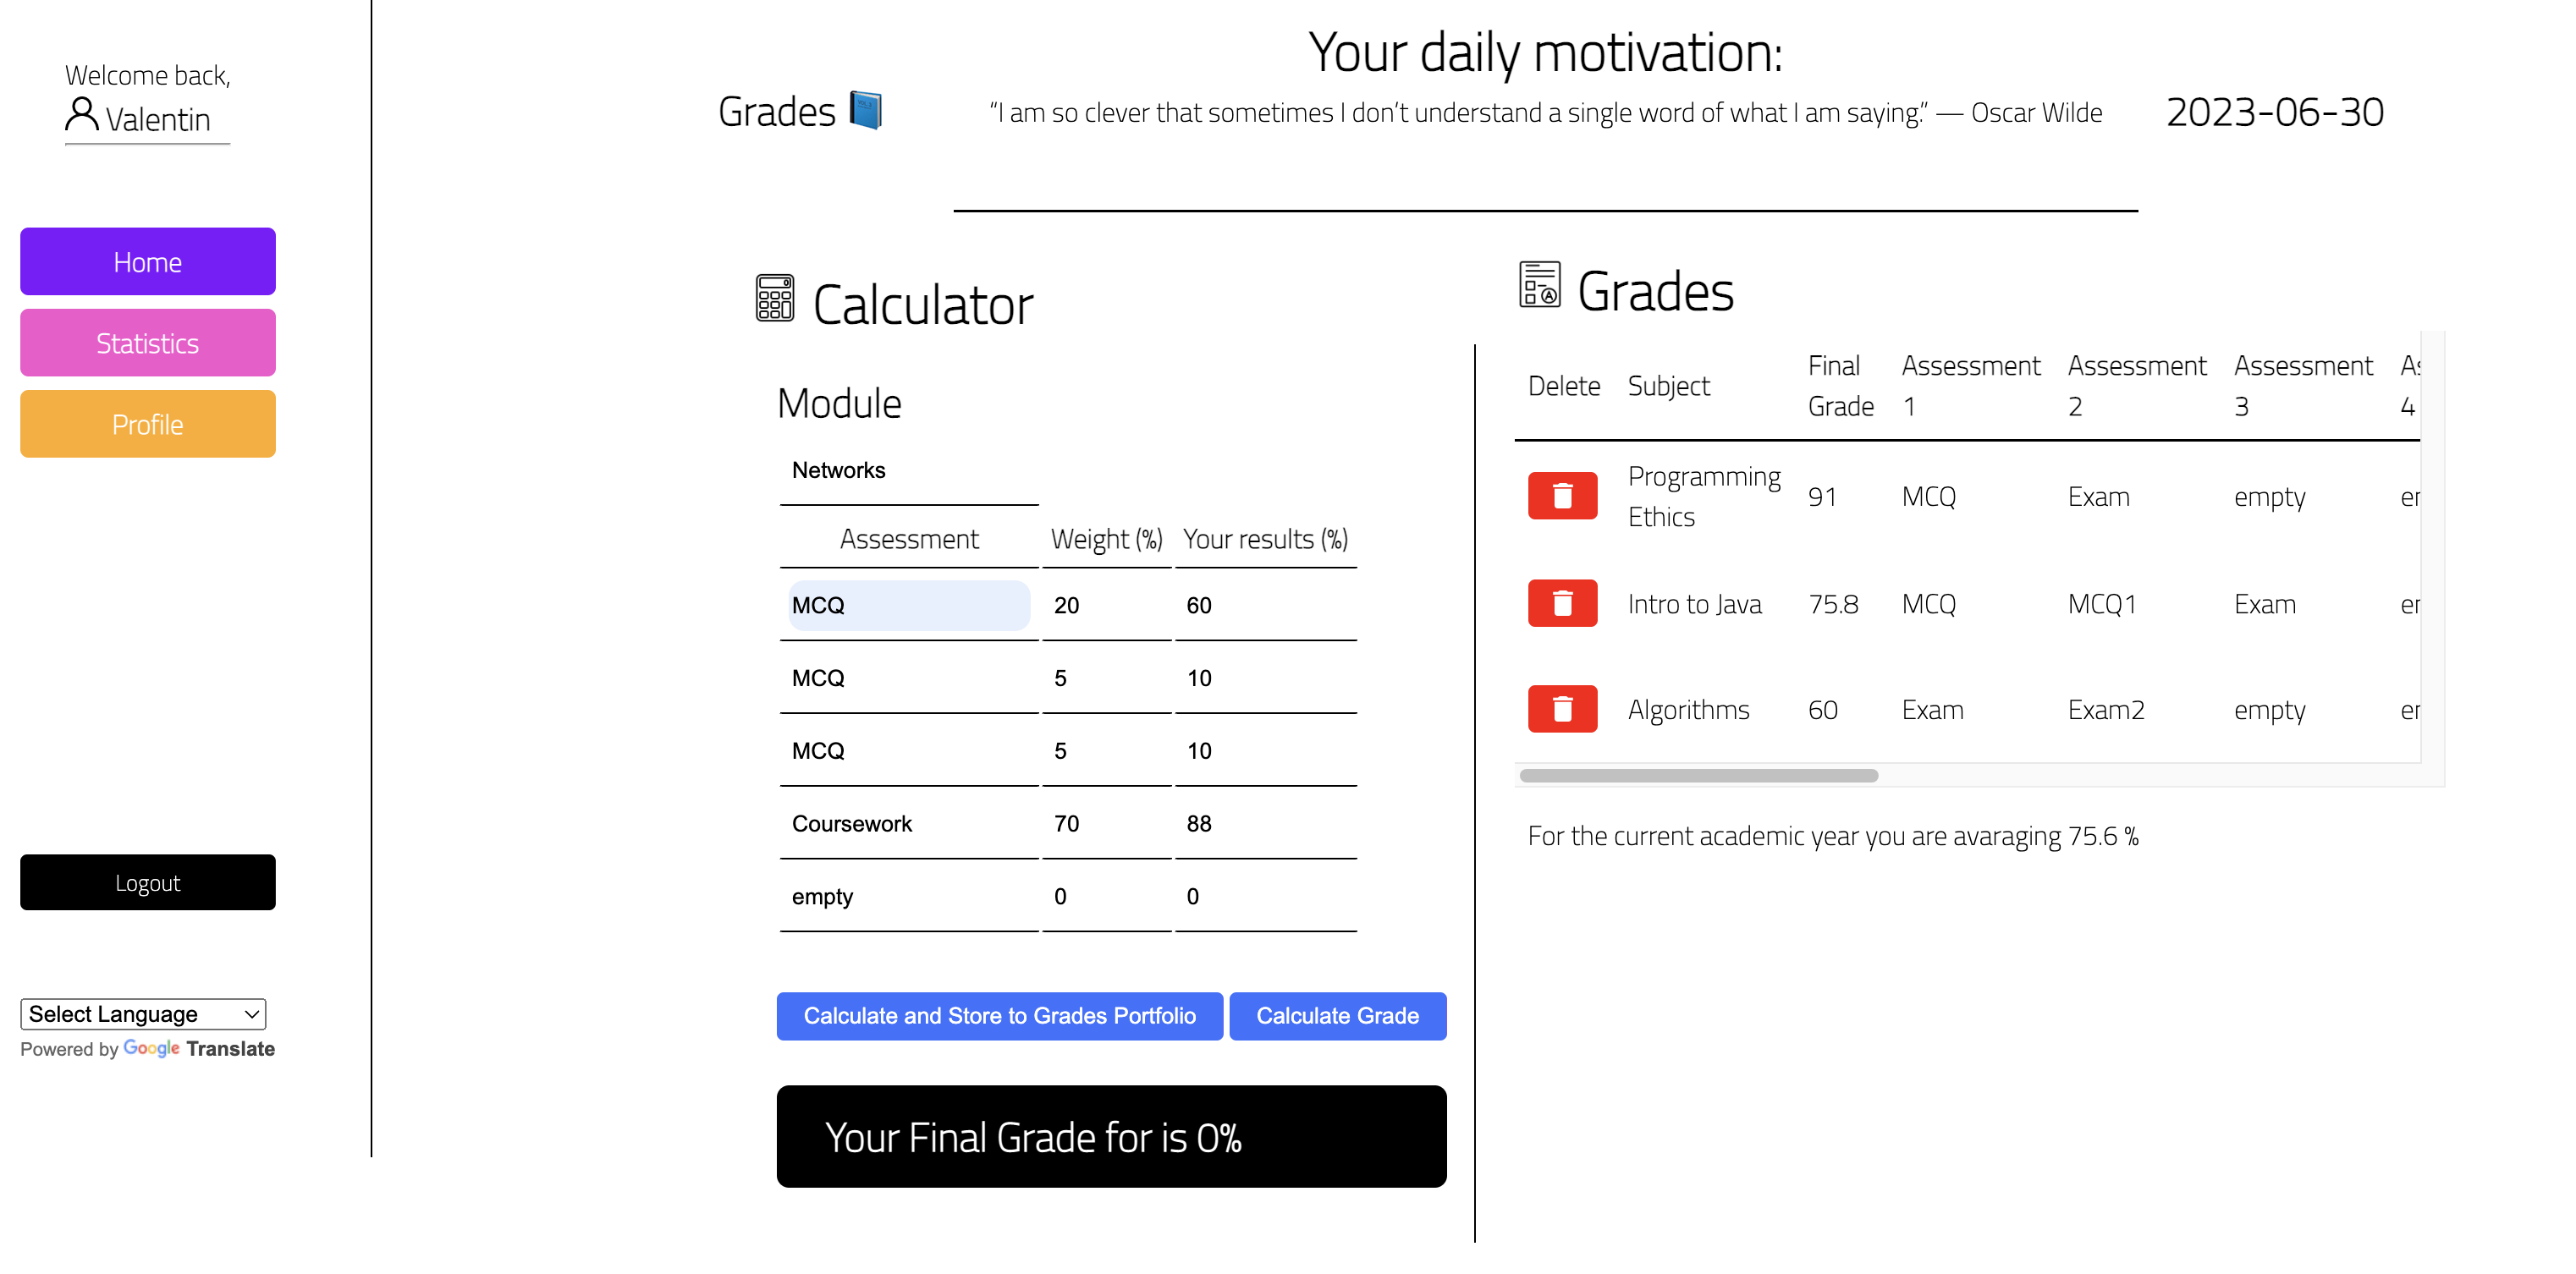 Welcome back,
Valentin
Home
Statistics
Profile
Logout
Select Language
Powered by Google Translate
Your daily motivation:
Grades
“I am so clever that sometimes I don’t understand a single word of what I am saying.” — Oscar Wilde
2023-06-30
Calculator
Module
Networks
Assessment Weight (%) Your results (%)
MCQ 20 60
MCQ 5 10
MCQ 5 10
Coursework 70 88
empty 0 0
Calculate and Store to Grades Portfolio Calculate Grade
Your Final Grade for is 0%
Grades
Delete Subject Final Grade Assessment 1 Assessment 2 Assessment 3 4
Programming Ethics 91 MCQ Exam empty
Intro to Java 75.8 MCQ MCQ1 Exam
Algorithms 60 Exam Exam2 empty
For the current academic year you are avaraging 75.6 %